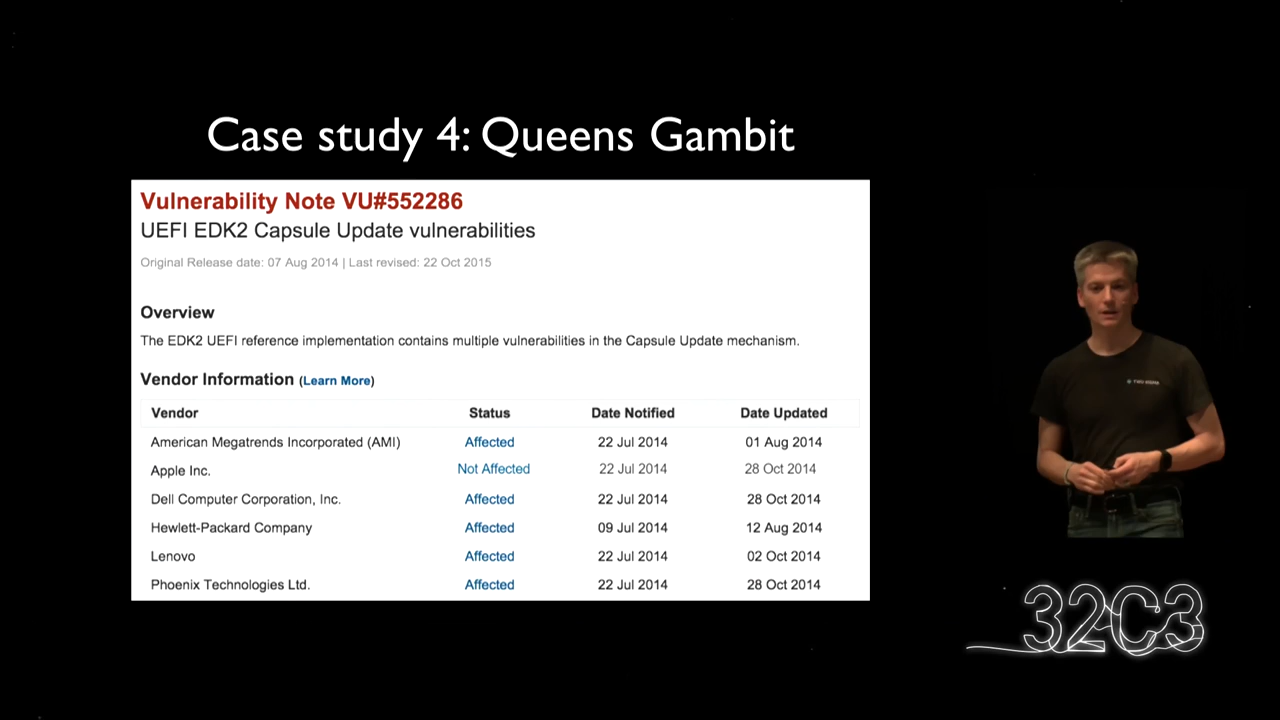 Case study 4: Queens Gambit
Vulnerability Note VU#552286
UEFI EDK2 Capsule Update vulnerabilities
Original Release date: 07 Aug 2014 | Last revised: 22 Oct 2015
Overview
The EDK2 UEFI reference implementation contains multiple vulnerabilities in the Capsule Update mechanism.
Vendor Information (Learn More)
Vendor Status Date Notified Date Updated
American Megatrends Incorporated (AMI) Affected 22 Jul 2014 01 Aug 2014
Apple Inc. Not Affected 22 Jul 2014 28 Oct 2014
Dell Computer Corporation, Inc. Affected 22 Jul 2014 28 Oct 2014
Hewlett-Packard Company Affected 09 Jul 2014 12 Aug 2014
Lenovo Affected 22 Jul 2014 02 Oct 2014
Phoenix Technologies Ltd. Affected 22 Jul 2014 28 Oct 2014
TWO SIGMA
32C3